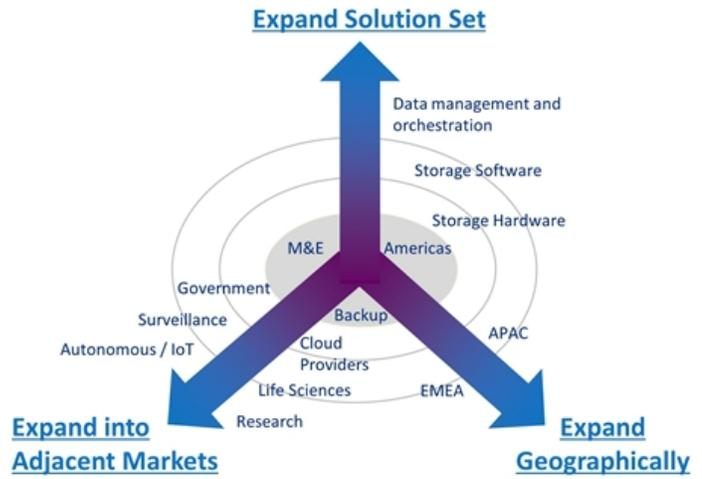 Expand Solution Set
Data management and
orchestration
Storage Software
Storage Hardware
M&E
Americas
Government
Backup
Surveillance
APAC
Cloud
Providers
Autonomous / IoT
Life Sciences
EMEA
Research
Expand into
Adjacent Markets
Expand
Geographically